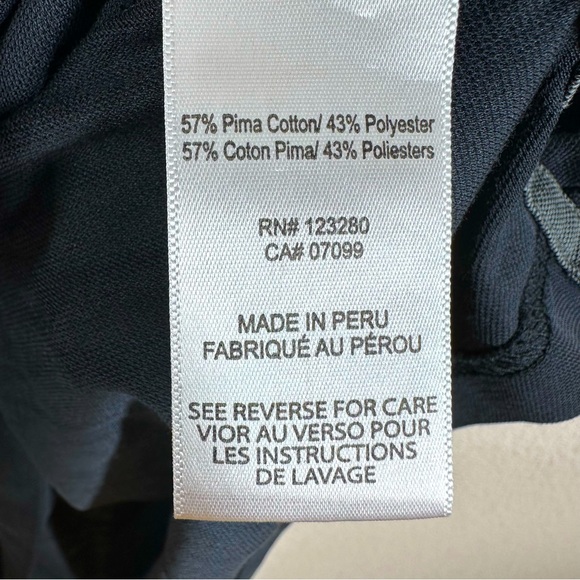 57% Pima Cotton/ 43% Polyester
57% Coton Pima/ 43% Poliesters
RN# 123280
CA# 07099
MADE IN PERU
FABRIQUÉ AU PÉROU
SEE REVERSE FOR CARE
VIOR AU VERSO POUR
LES INSTRUCTIONS
DE LAVAGE